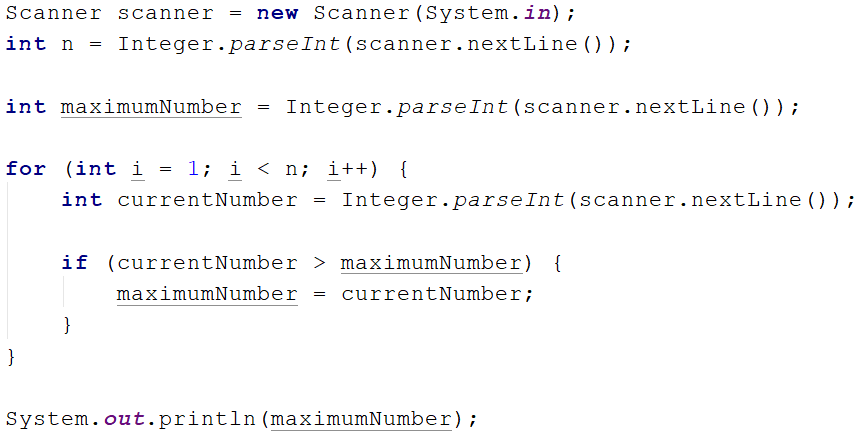 Scanner scanner = new Scanner(System.in);
int n = Integer.parseInt(scanner.nextLine());
int maximumNumber = Integer.parseInt(scanner.nextLine());
for (int i = 1; i < n; i++) {
    int currentNumber = Integer.parseInt(scanner.nextLine());
    if (currentNumber > maximumNumber) {
        maximumNumber = currentNumber;
    }
}
System.out.println(maximumNumber);